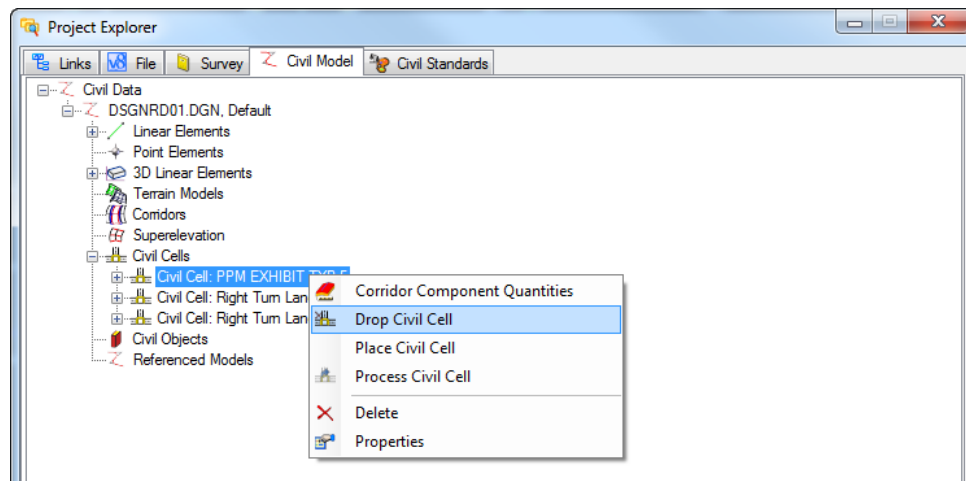 Project Explorer
Links File Survey Civil Model Civil Standards
Civil Data
DSGNRD01.DGN, Default
Linear Elements
Point Elements
3D Linear Elements
Terrain Models
Corridors
Superelevation
Civil Cells
Civil Cell: PPM EXHIBIT
Civil Cell: Right Turn Lan
Civil Cell: Right Turn Lan
Civil Objects
Referenced Models
Corridor Component Quantities
Drop Civil Cell
Place Civil Cell
Process Civil Cell
Delete
Properties